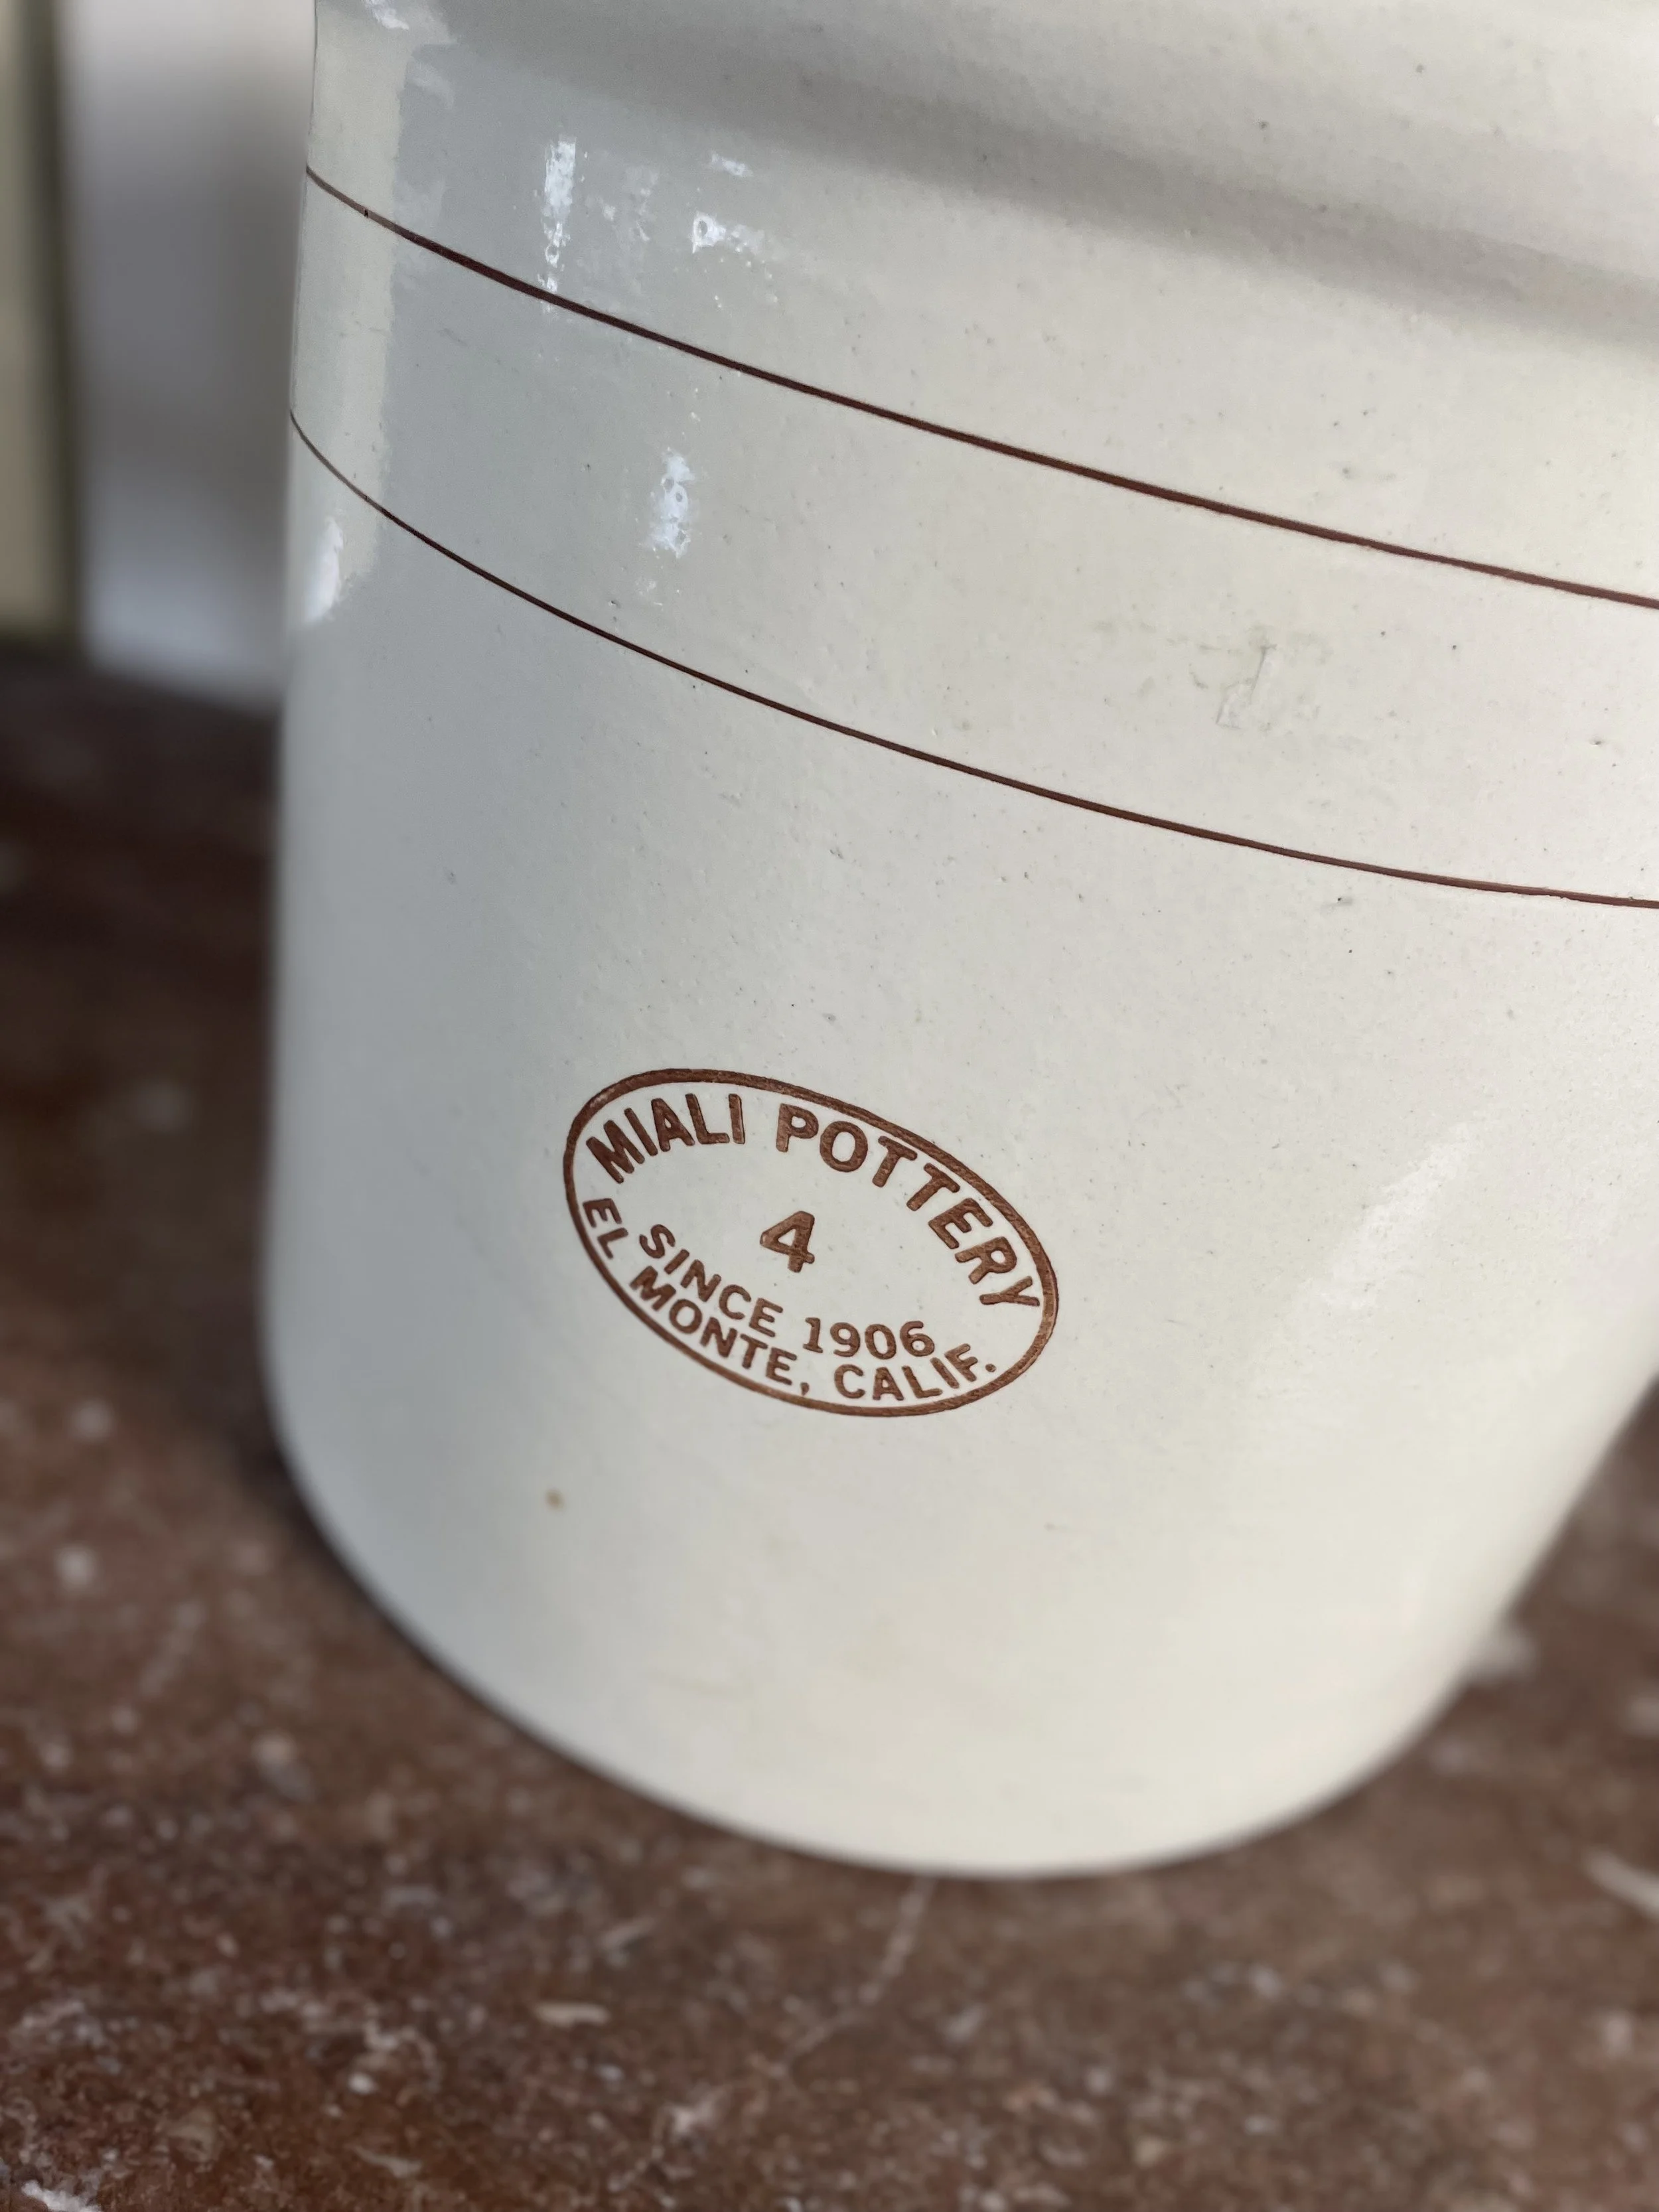 MIALI POTTERY
4
SINCE 1906
EL MONTE, CALIF.